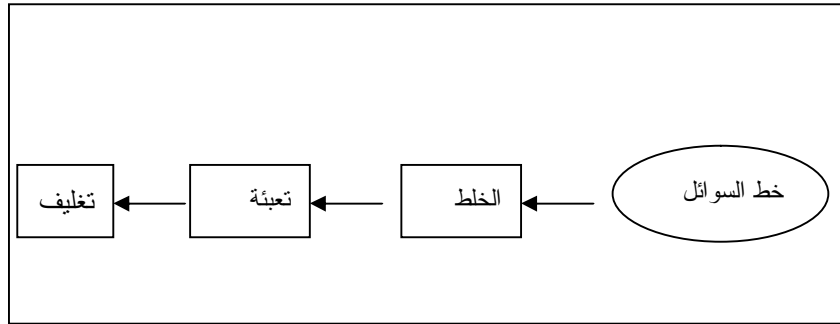 خط السوائل
الخلط
تعبئة
تغليف